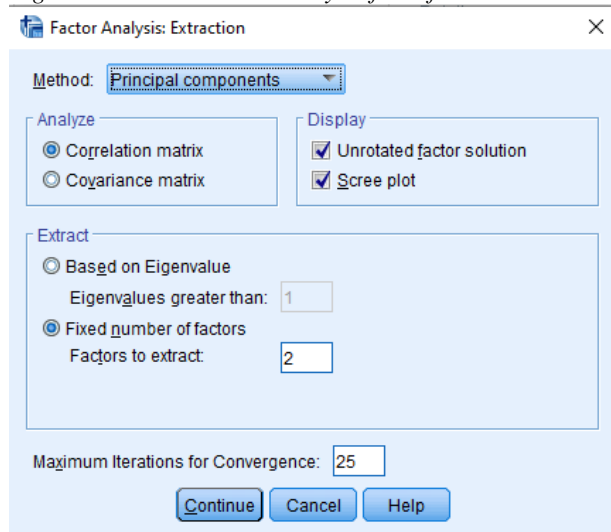 Factor Analysis: Extraction
Method: Principal components
Analyze
Display
Correlation matrix
Unrotated factor solution
Covariance matrix
Scree plot
Extract
Based on Eigenvalue
Eigenvalues greater than: 1
Fixed number of factors
Factors to extract: 2
Maximum Iterations for Convergence: 25
Continue Cancel Help